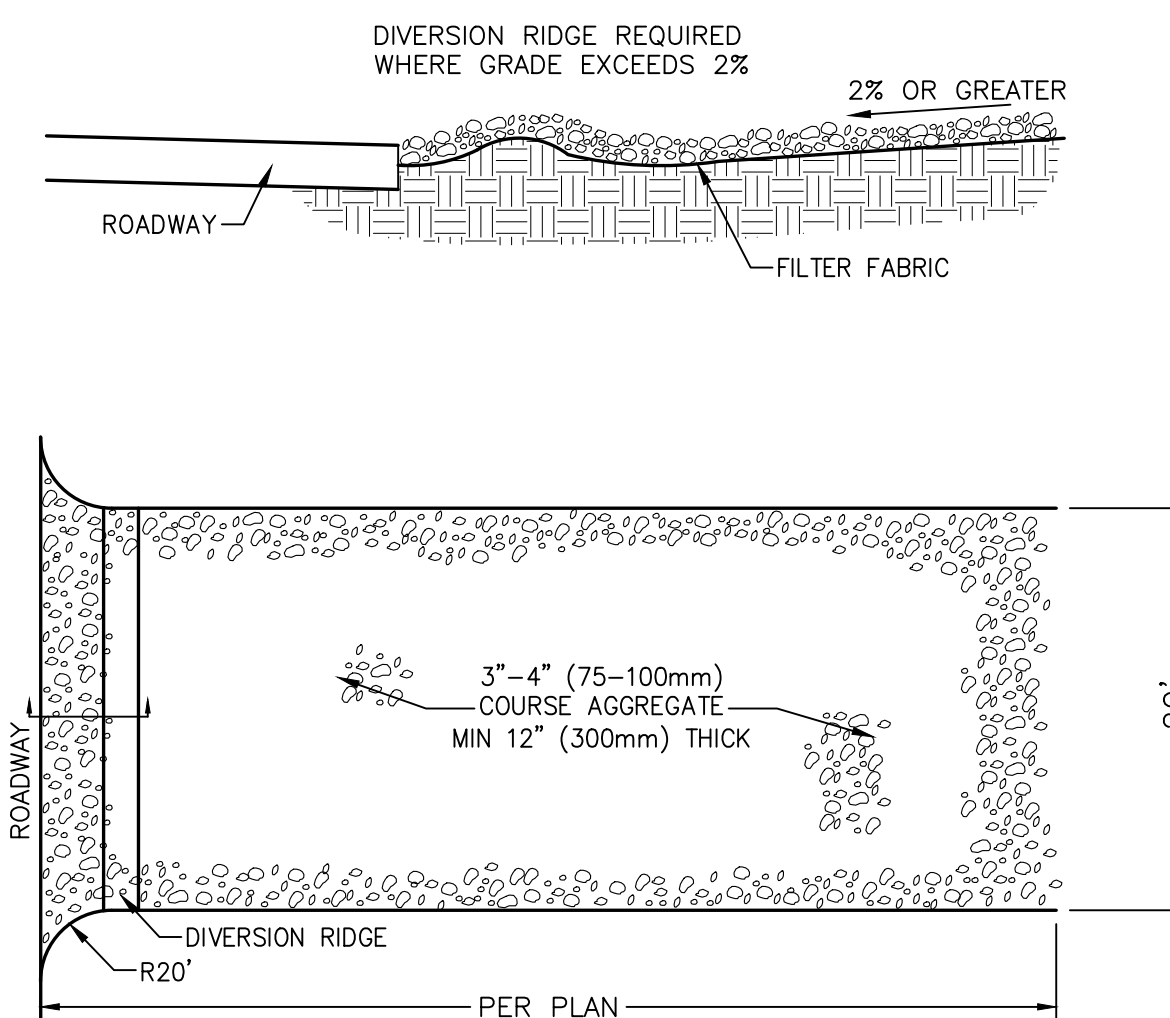 DIVERSION RIDGE REQUIRED
WHERE GRADE EXCEEDS 2%
2% OR GREATER
ROADWAY
FILTER FABRIC
3”-4” (75-100mm)
COURSE AGGREGATE
MIN 12” (300mm) THICK
ROADWAY
DIVERSION RIDGE
R20'
PER PLAN